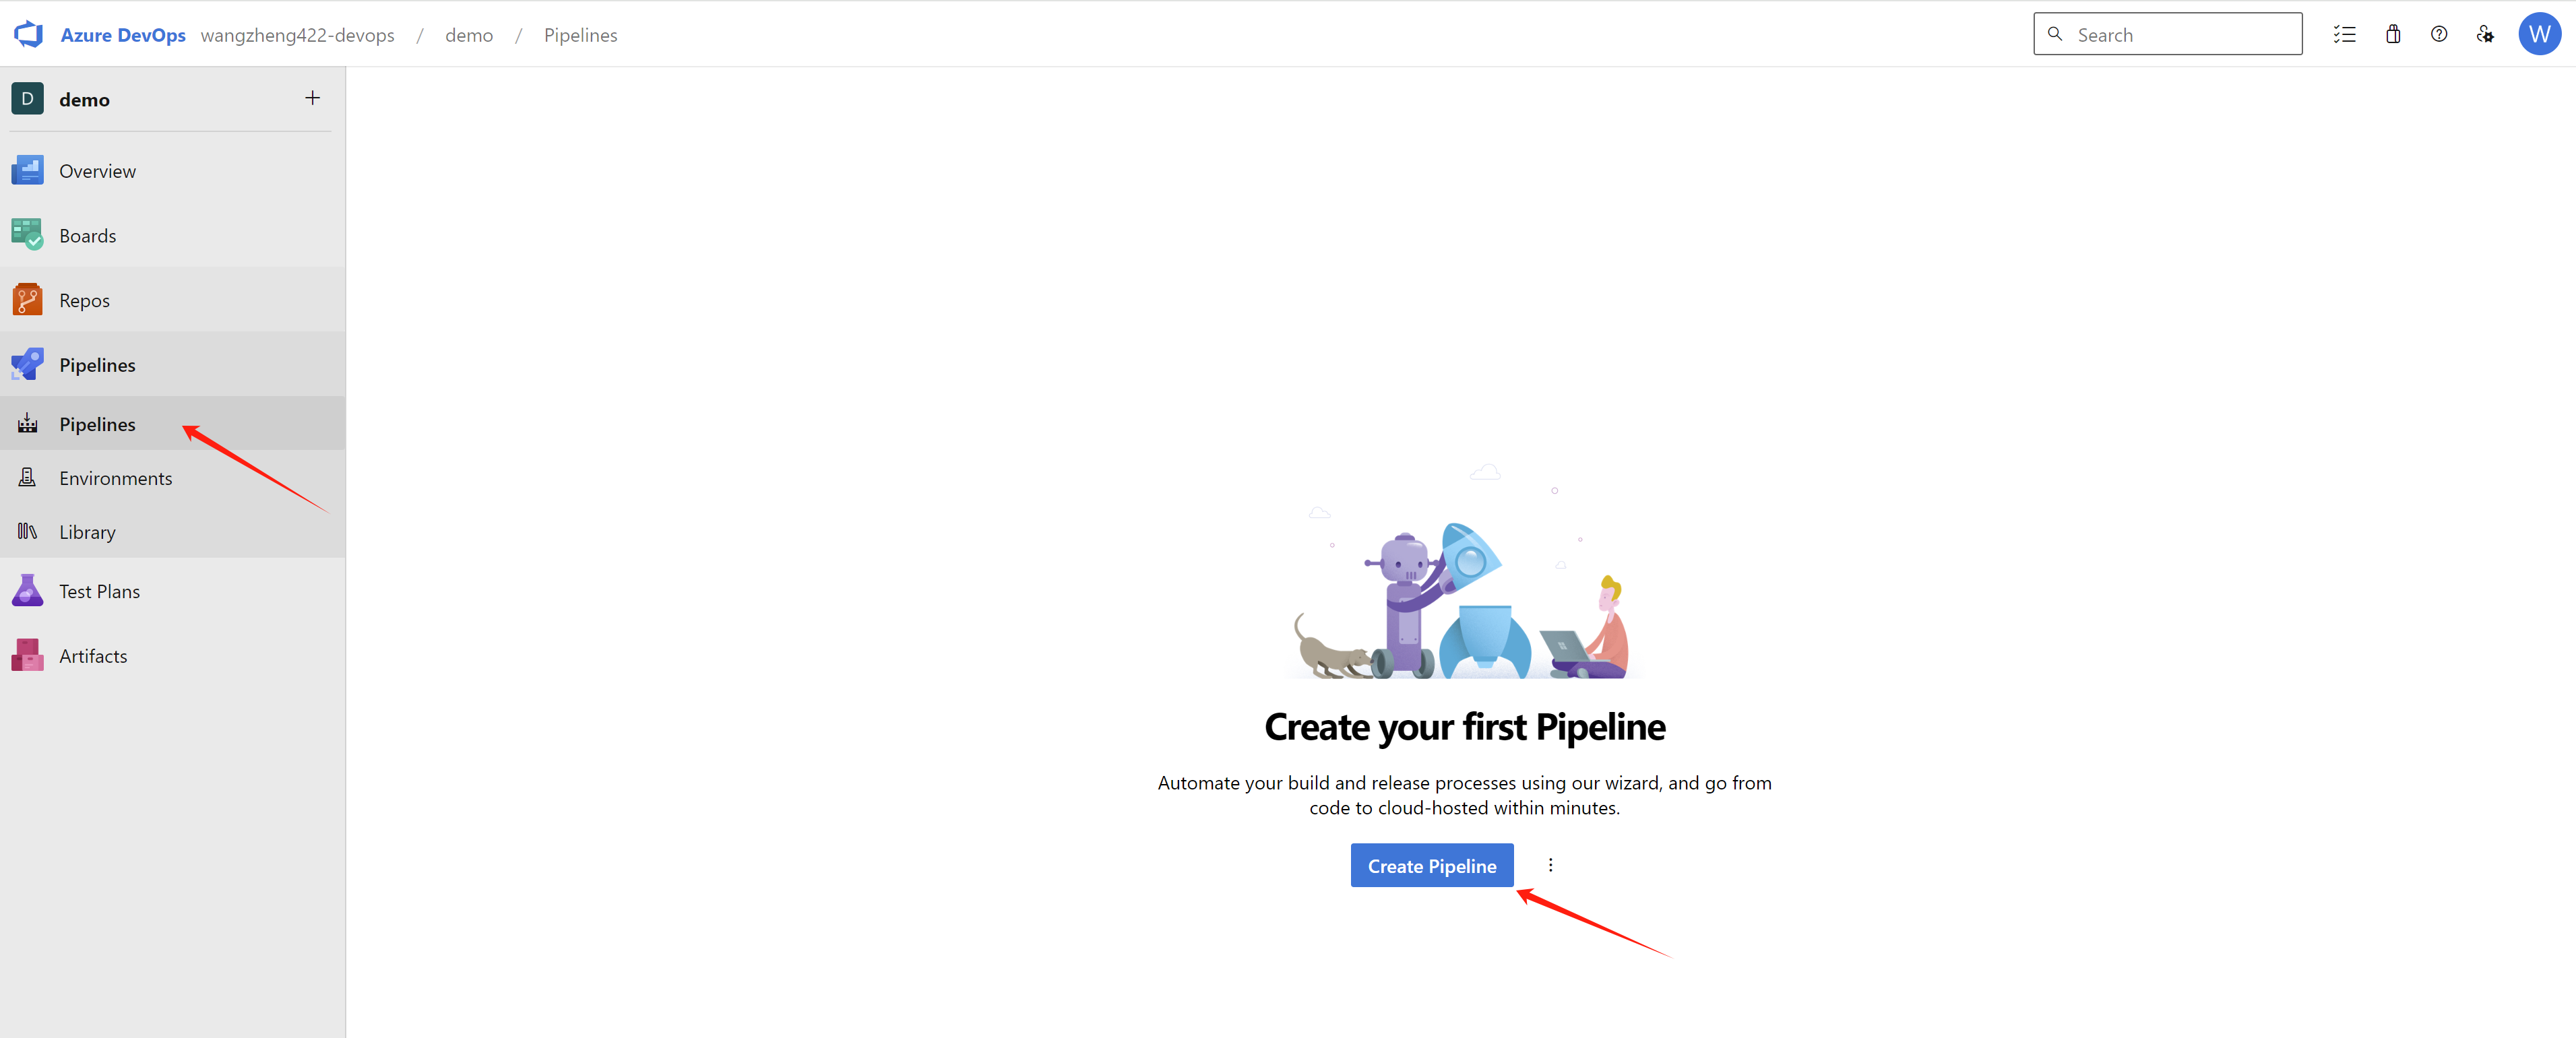 Azure DevOps wangzheng422-devops / demo / Pipelines
Search
W
D demo
Overview
Boards
Repos
Pipelines
Pipelines
Environments
Library
Test Plans
Artifacts
Create your first Pipeline
Automate your build and release processes using our wizard, and go from
code to cloud-hosted within minutes.
Create Pipeline